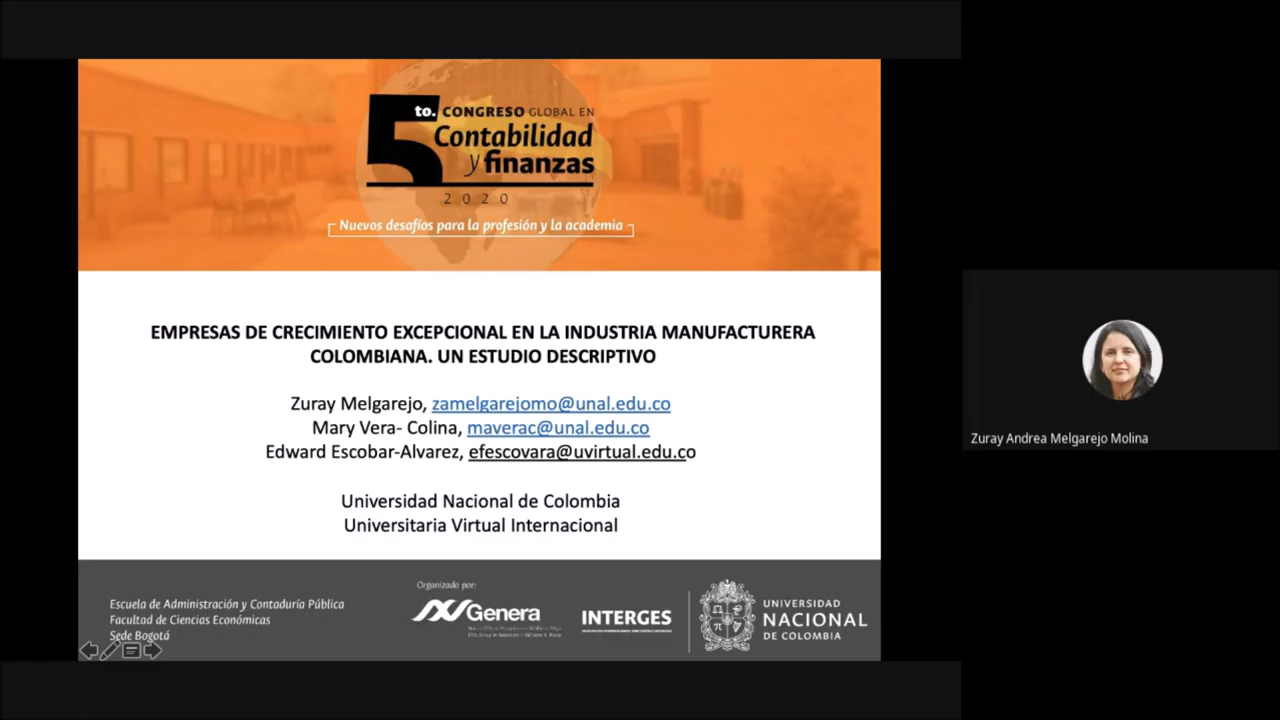 5to. CONGRESO GLOBAL EN
Contabilidad
y finanzas
2020
Nuevos desafíos para la profesión y la academia
EMPRESAS DE CRECIMIENTO EXCEPCIONAL EN LA INDUSTRIA MANUFACTURERA
COLOMBIANA. UN ESTUDIO DESCRIPTIVO
Zuray Melgarejo, zamelgarejomo@unal.edu.co
Mary Vera- Colina, maverac@unal.edu.co
Edward Escobar-Alvarez, efescovara@uvirtual.edu.co
Universidad Nacional de Colombia
Universitaria Virtual Internacional
Zuray Andrea Melgarejo Molina
Escuela de Administración y Contaduría Pública
Facultad de Ciencias Económicas
Sede Bogotá
Organizado por:
Genera
INTERGES
UNIVERSIDAD
NACIONAL
DE COLOMBIA